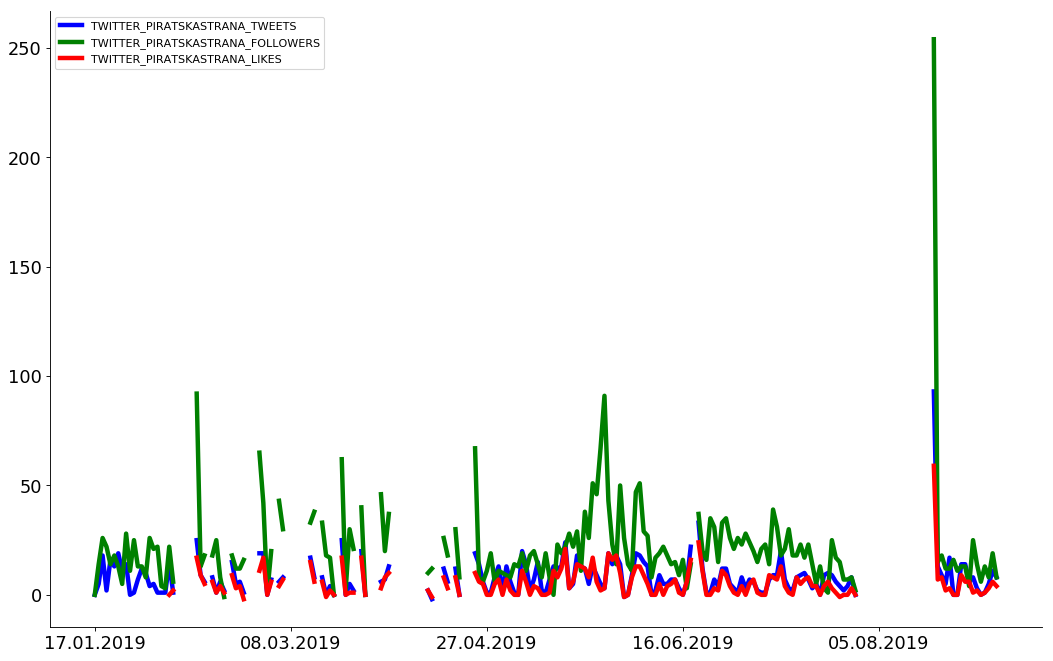 TWITTER_PIRATSKASTRANA_TWEETS
TWITTER_PIRATSKASTRANA_FOLLOWERS
TWITTER_PIRATSKASTRANA_LIKES
250
200
150
100
50
0
17.01.2019 08.03.2019 27.04.2019 16.06.2019 05.08.2019